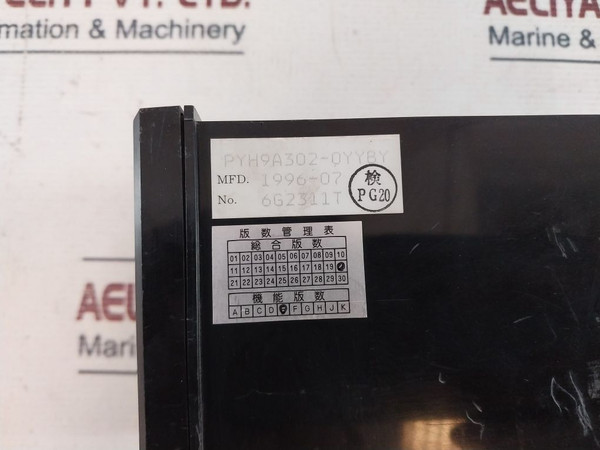 AELIYA
mation & Machinery
Marine &
PYH9A302-0YYBY
MFD. 1996-07
No. 6G2311T
検
PG20
版数管理表
総合版数
01 02 03 04 05 06 07 08 09 10
11 12 13 14 15 16 17 18 19
21 22 23 24 25 26 27 28 29 30
機能版数
A B C D F G H J K
AELI
Mari